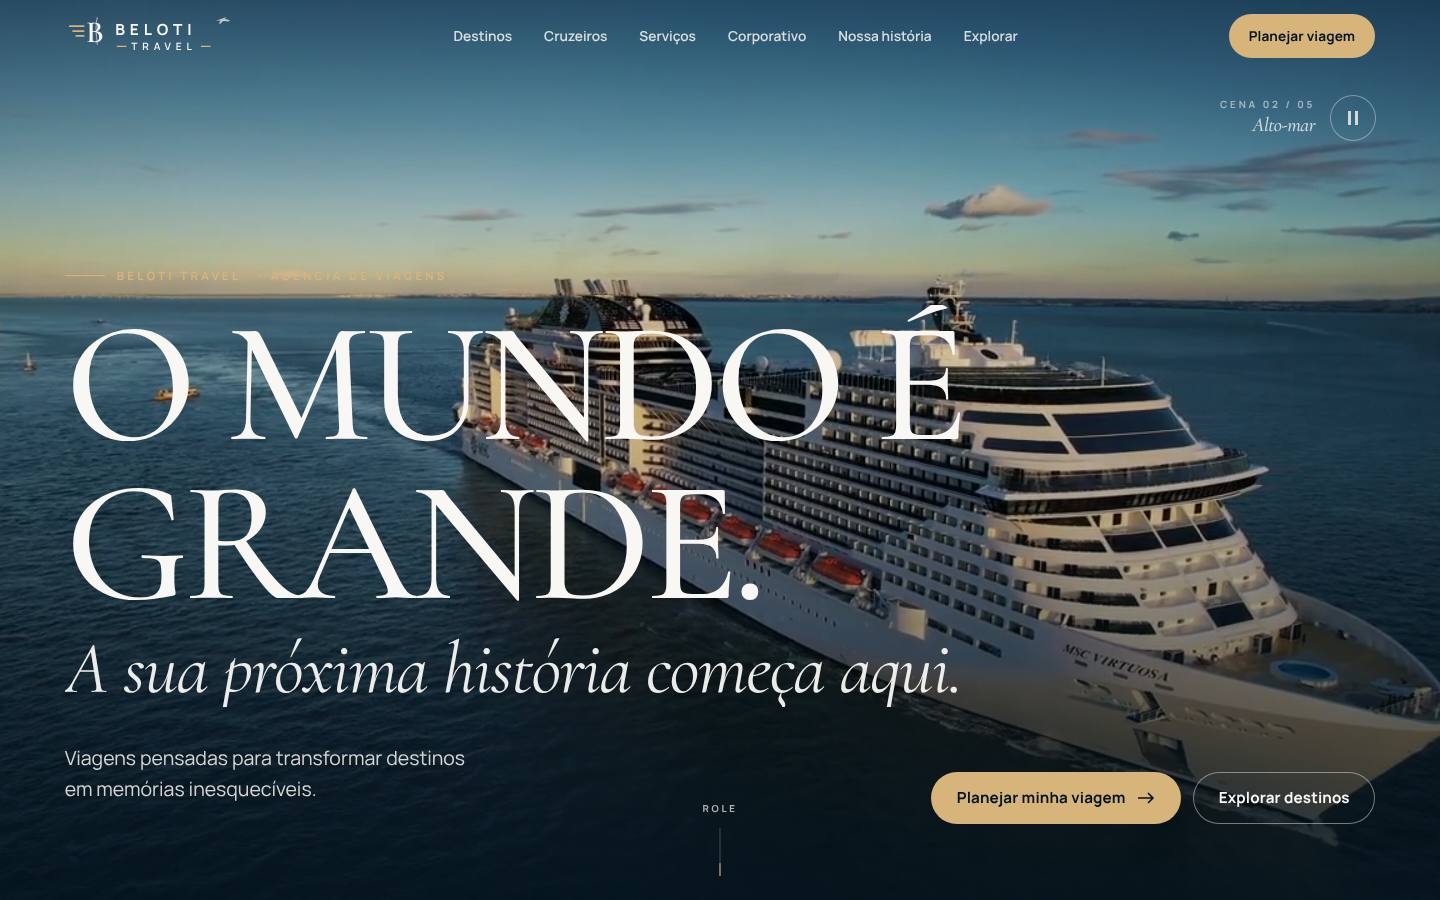 BELOTI
TRAVEL
Destinos
Cruzeiros
Serviços
Corporativo
Nossa história
Explorar
Planejar viagem
CENA 02 / 05
Alto-mar
BELOTI TRAVEL · AGÊNCIA DE VIAGENS
O MUNDO É
GRANDE.
A sua próxima história começa aqui.
MSC VIRTUOSA
Viagens pensadas para transformar destinos
em memórias inesquecíveis.
ROLE
Planejar minha viagem
Explorar destinos